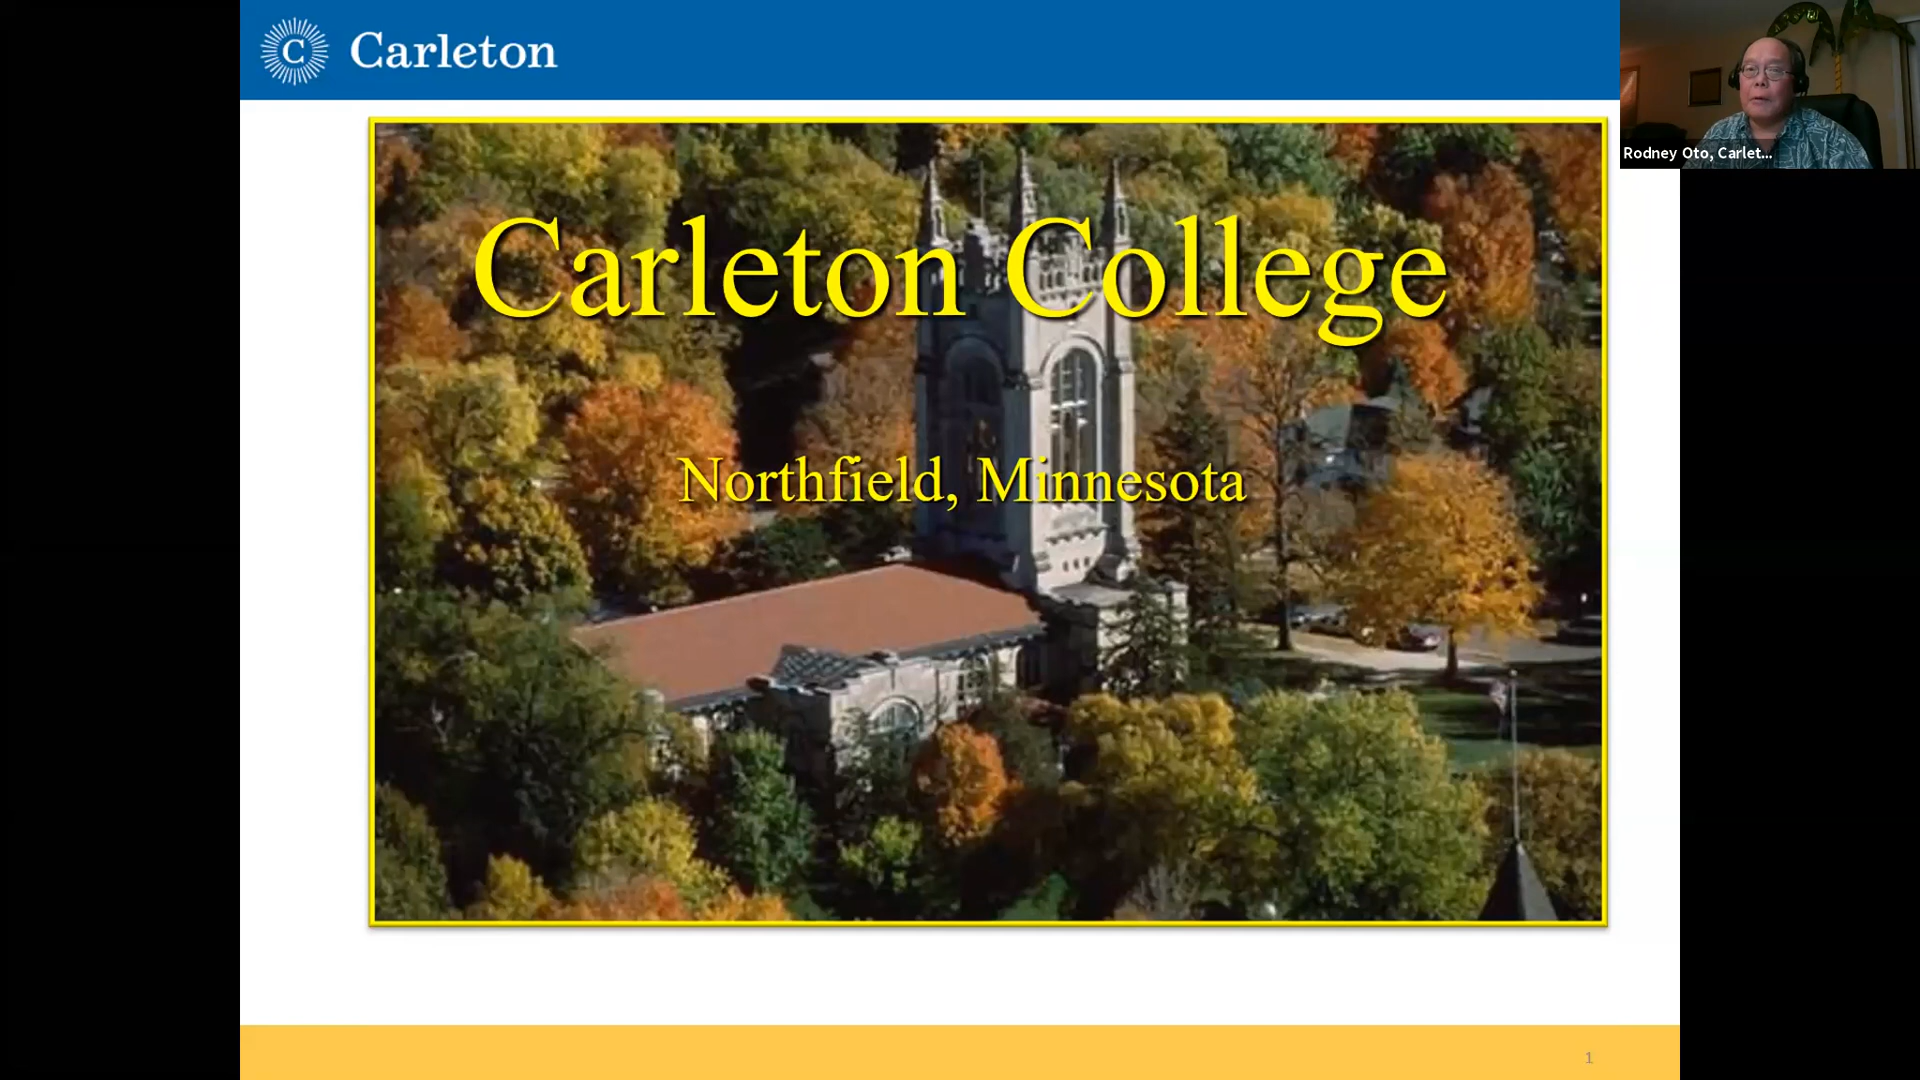 C Carleton
Rodney Oto, Carlet...
Carleton College
Northfield, Minnesota
1